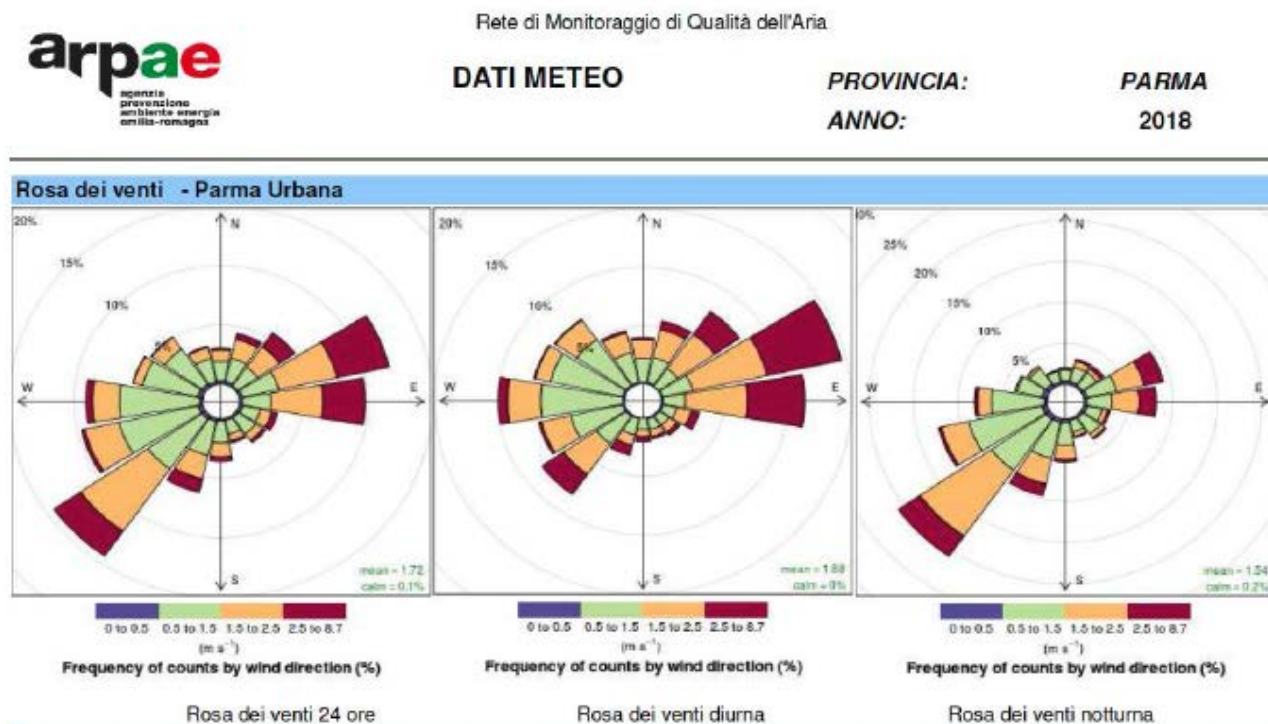 Rete di Monitoraggio di Qualità dell'Aria
arpae
agenzia
prevenzione
ambiente energia
emilia-romagna
DATI METEO
PROVINCIA: PARMA
ANNO: 2018
Rosa dei venti - Parma Urbana
20%
15%
10%
5%
N
W
E
S
mean = 1.72
calm = 0.1%
0 to 0.5 0.5 to 1.5 1.5 to 2.5 2.5 to 8.7
(m s⁻¹)
Frequency of counts by wind direction (%)
Rosa dei venti 24 ore
20%
15%
10%
5%
N
W
E
S
calm = 0%
0 to 0.5 0.5 to 1.5 1.5 to 2.5 2.5 to 8.7
(m s⁻¹)
Frequency of counts by wind direction (%)
Rosa dei venti diurna
0%
25%
20%
15%
10%
5%
N
W
E
S
mean = 1.54
calm = 0.2%
0 to 0.5 0.5 to 1.5 1.5 to 2.5 2.5 to 8.7
(m s⁻¹)
Frequency of counts by wind direction (%)
Rosa dei venti notturna